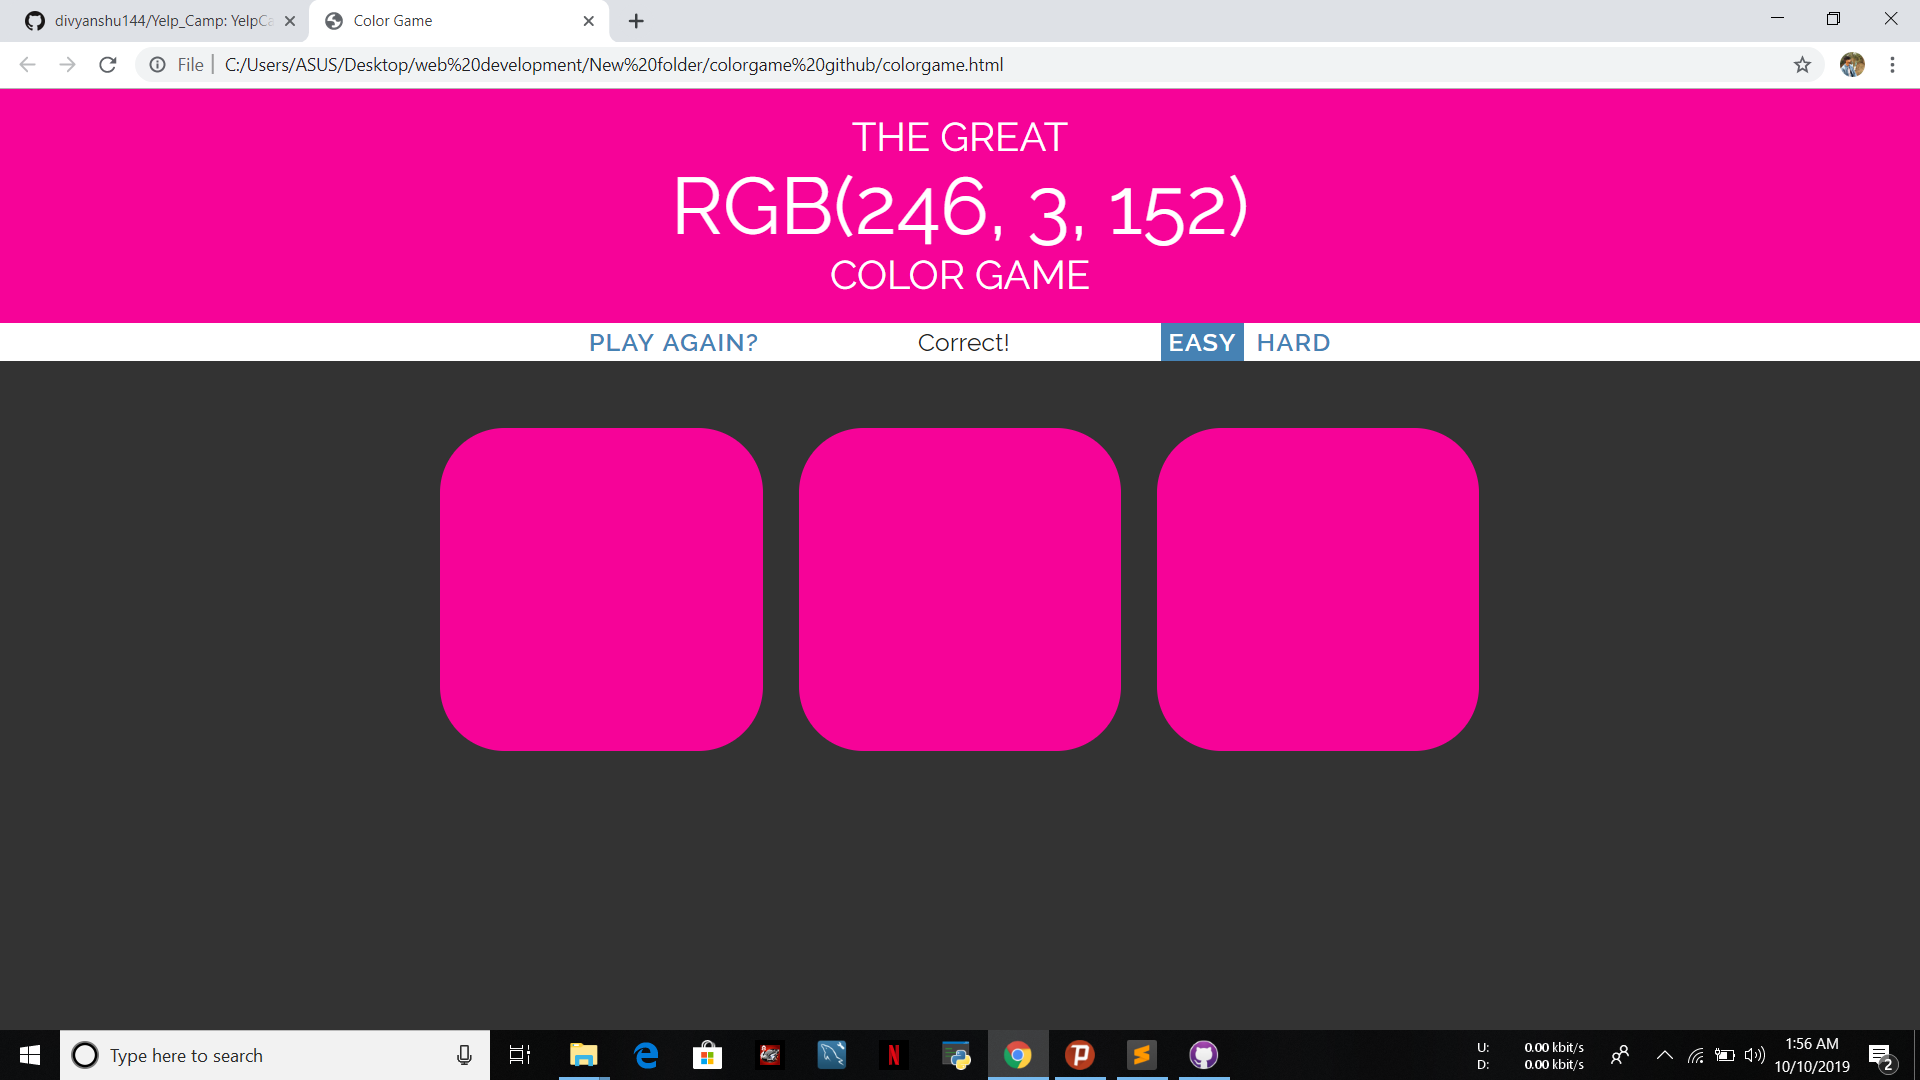 divyanshu144/Yelp_Camp: YelpCa
Color Game
File | C:/Users/ASUS/Desktop/web%20development/New%20folder/colorgame%20github/colorgame.html
THE GREAT
RGB(246, 3, 152)
COLOR GAME
PLAY AGAIN? Correct! EASY HARD
Type here to search
U: 0.00 kbit/s
D: 0.00 kbit/s
1:56 AM
10/10/2019
2